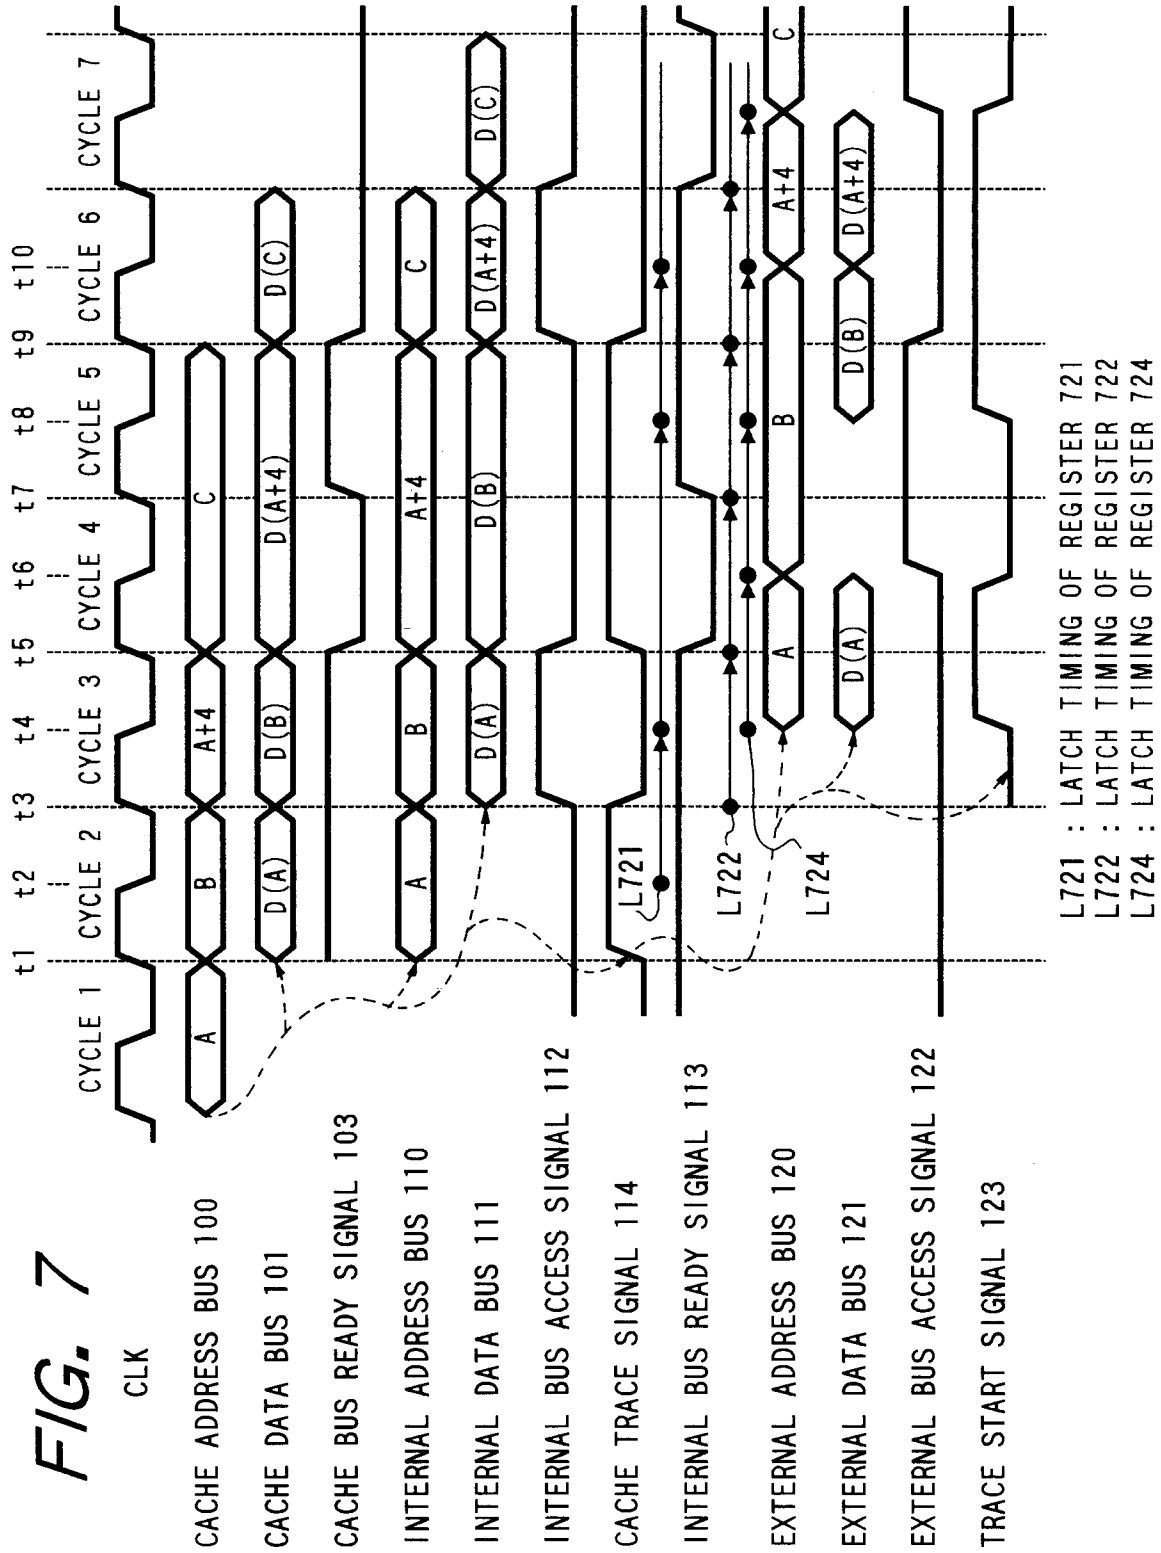 FIG. 7
t1 t2 t3 t4 t5 t6 t7 t8 t9 t10
CYCLE 1 CYCLE 2 CYCLE 3 CYCLE 4 CYCLE 5 CYCLE 6 CYCLE 7
CLK
CACHE ADDRESS BUS 100 A B A+4 C
CACHE DATA BUS 101 D(A) D(B) D(A+4) D(C)
CACHE BUS READY SIGNAL 103
INTERNAL ADDRESS BUS 110 A B A+4 C
INTERNAL DATA BUS 111 D(A) D(B) D(A+4) D(C)
INTERNAL BUS ACCESS SIGNAL 112
CACHE TRACE SIGNAL 114
L721
INTERNAL BUS READY SIGNAL 113
L722
EXTERNAL ADDRESS BUS 120 A B A+4 C
L724
EXTERNAL DATA BUS 121 D(A) D(B) D(A+4)
EXTERNAL BUS ACCESS SIGNAL 122
TRACE START SIGNAL 123
L721 : LATCH TIMING OF REGISTER 721
L722 : LATCH TIMING OF REGISTER 722
L724 : LATCH TIMING OF REGISTER 724